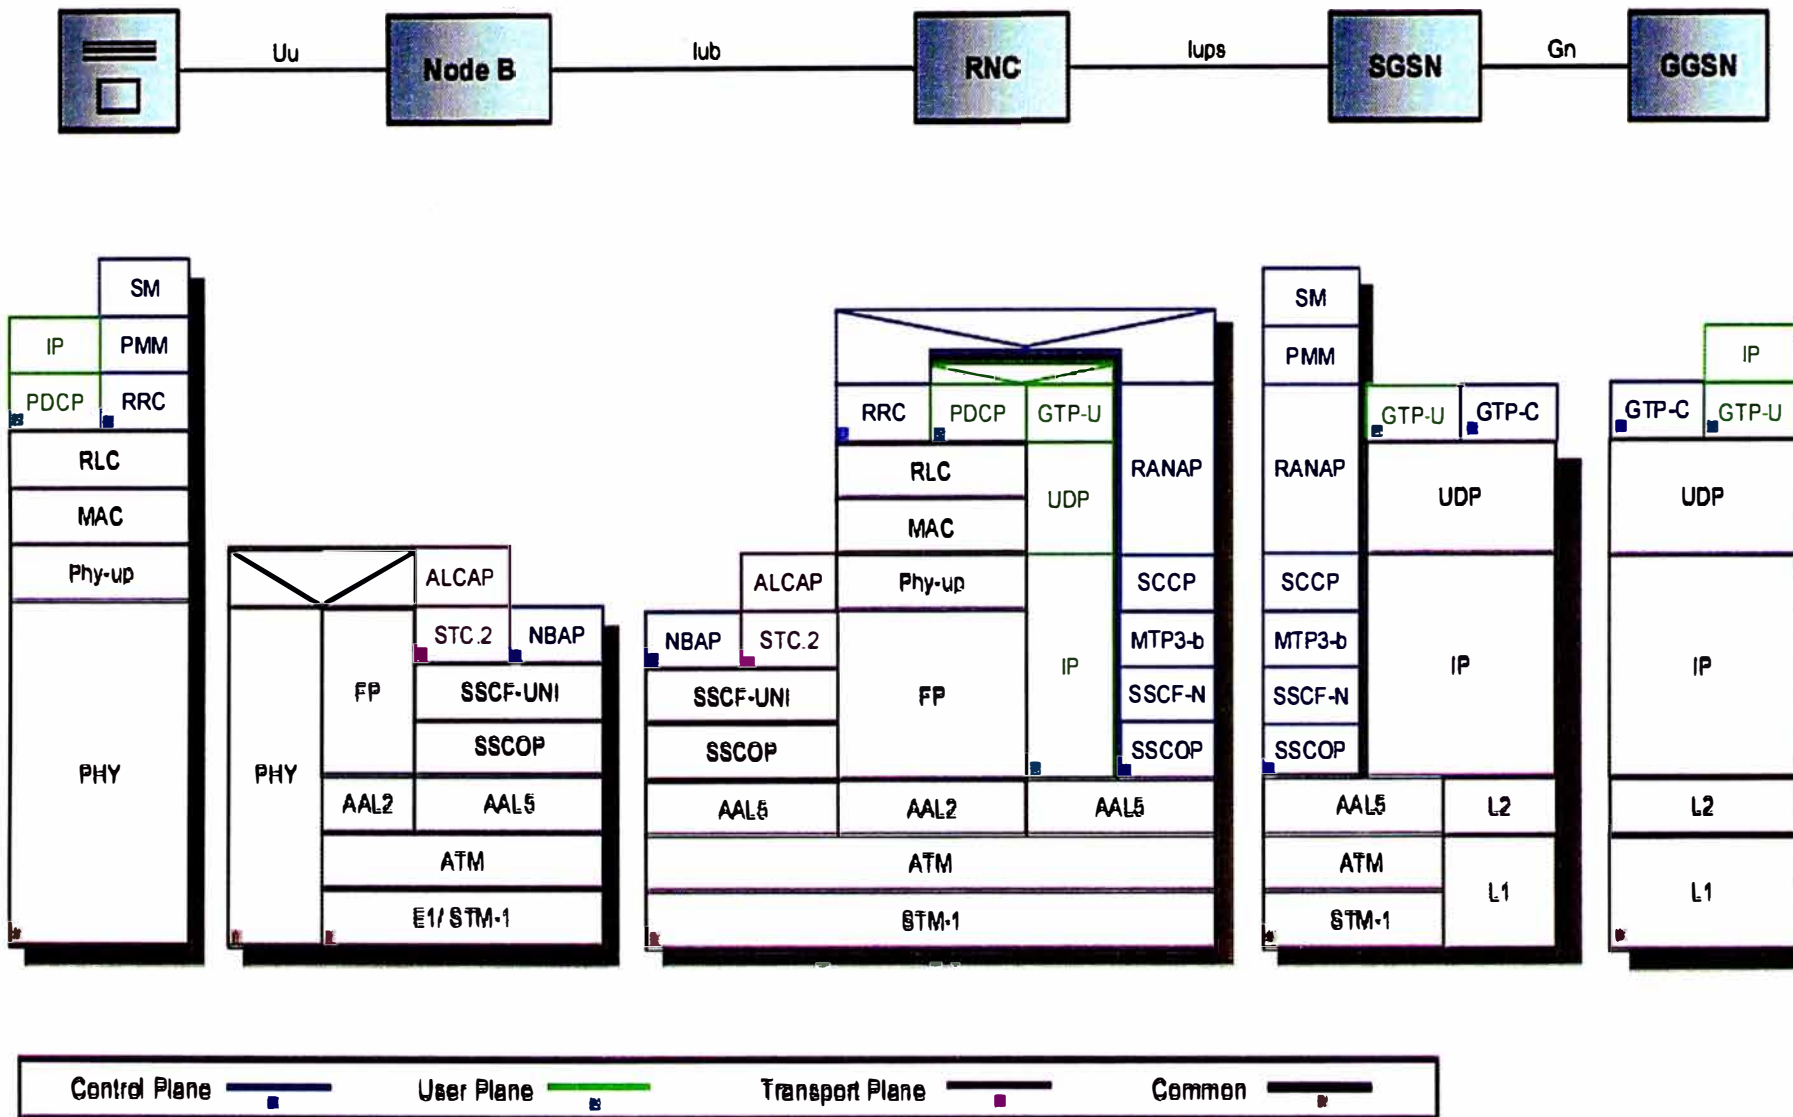 Uu
Node B
Iub
RNC
Iups
SGSN
Gn
GGSN
SM
IP
PMM
PDCP
RRC
RLC
MAC
Phy-up
PHY
ALCAP
STC.2
NBAP
PHY
FP
SSCF-UNI
SSCOP
AAL2
AAL5
ATM
E1/ STM-1
RRC
PDCP
GTP-U
RANAP
RLC
UDP
MAC
ALCAP
Phy-up
SCCP
NBAP
STC.2
IP
MTP3-b
SSCF-UNI
FP
SSCF-N
SSCOP
SSCOP
AAL5
AAL2
AAL5
ATM
STM-1
SM
PMM
GTP-U
GTP-C
RANAP
UDP
SCCP
MTP3-b
IP
SSCF-N
SSCOP
AAL5
L2
ATM
L1
STM-1
IP
GTP-C
GTP-U
UDP
IP
L2
L1
Control Plane
User Plane
Transport Plane
Common